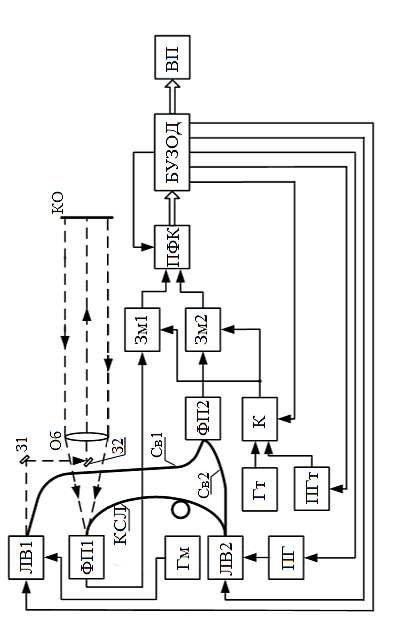 ВП
БУЗОД
КО
ПФК
Зм1
Зм2
З1
Об
З2
Св1
ФП2
К
Св2
КСЛ
Гт
ПГт
ЛВ1
ФП1
Гм
ЛВ2
ПГ